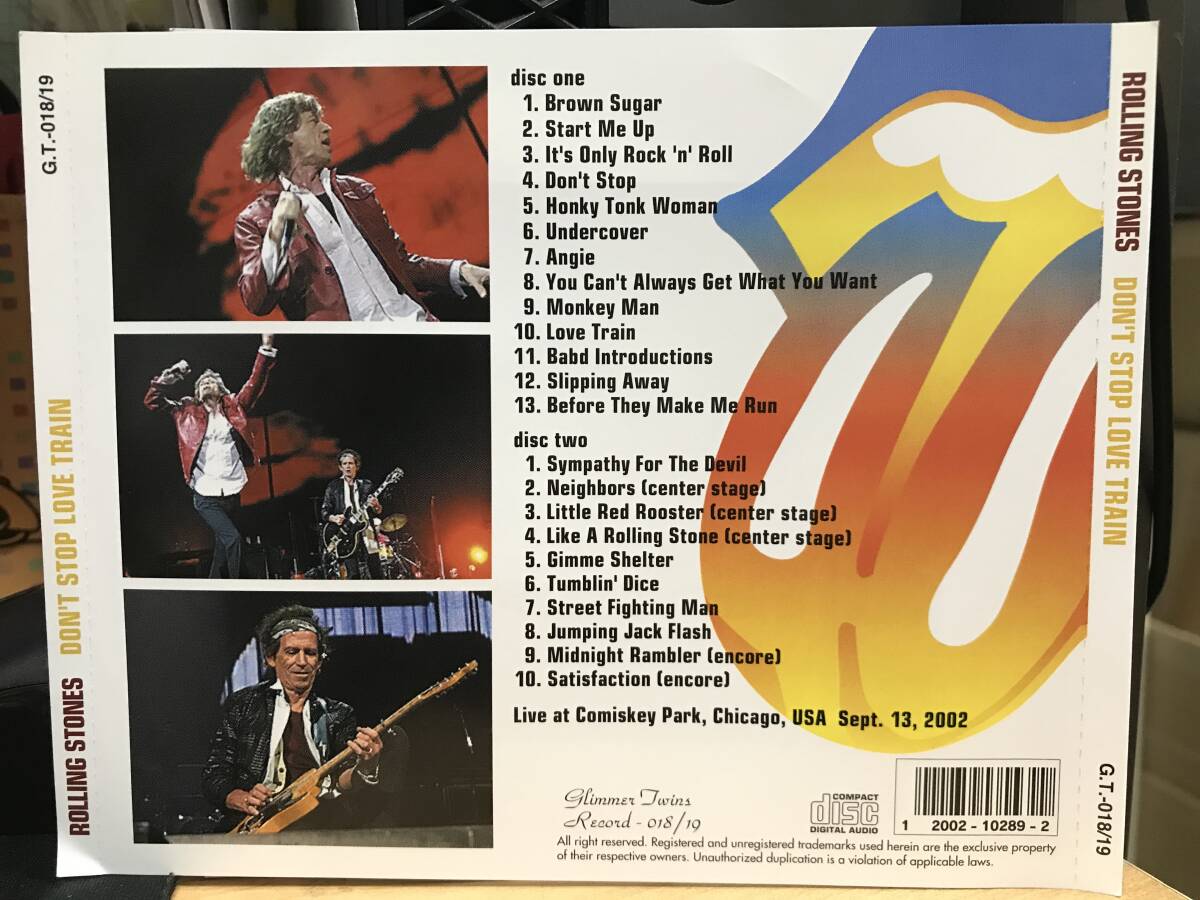 G.T.-018/19
ROLLING STONES DON'T STOP LOVE TRAIN
disc one
1. Brown Sugar
2. Start Me Up
3. It's Only Rock 'n' Roll
4. Don't Stop
5. Honky Tonk Woman
6. Undercover
7. Angie
8. You Can't Always Get What You Want
9. Monkey Man
10. Love Train
11. Babd Introductions
12. Slipping Away
13. Before They Make Me Run
disc two
1. Sympathy For The Devil
2. Neighbors (center stage)
3. Little Red Rooster (center stage)
4. Like A Rolling Stone (center stage)
5. Gimme Shelter
6. Tumblin' Dice
7. Street Fighting Man
8. Jumping Jack Flash
9. Midnight Rambler (encore)
10. Satisfaction (encore)
Live at Comiskey Park, Chicago, USA Sept. 13, 2002
Glimmer Twins
Record - 018/19
COMPACT
disc
DIGITAL AUDIO
1 2002 - 10289 - 2
All right reserved. Registered and unregistered trademarks used herein are the exclusive property
of their respective owners. Unauthorized duplication is a violation of applicable laws.
ROLLING STONES DON'T STOP LOVE TRAIN
G.T.-018/19